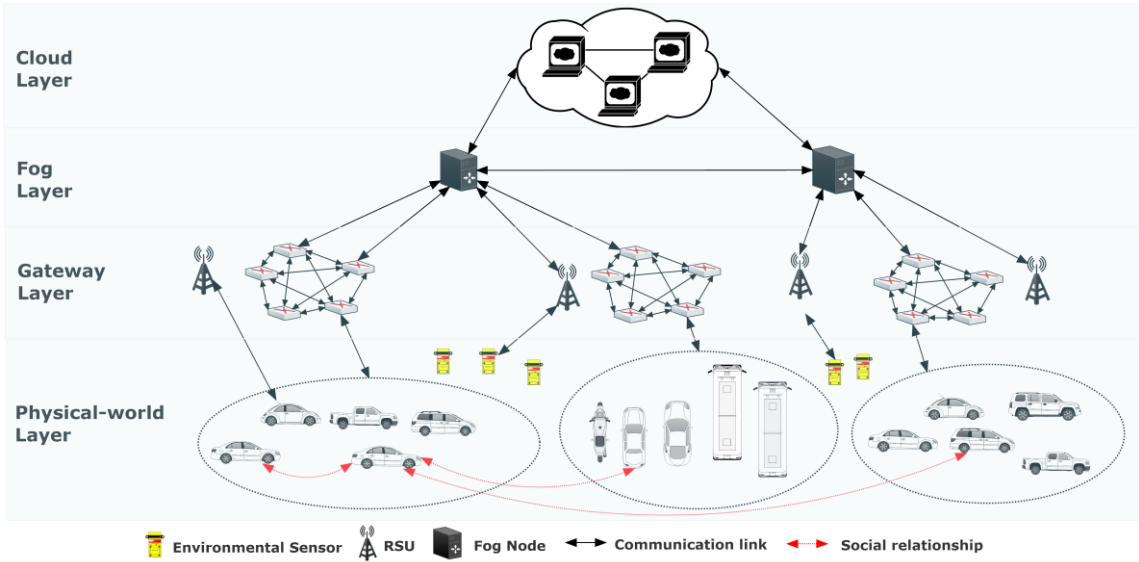 Cloud
Layer
Fog
Layer
Gateway
Layer
Physical-world
Layer
Environmental Sensor
RSU
Fog Node
Communication link
Social relationship